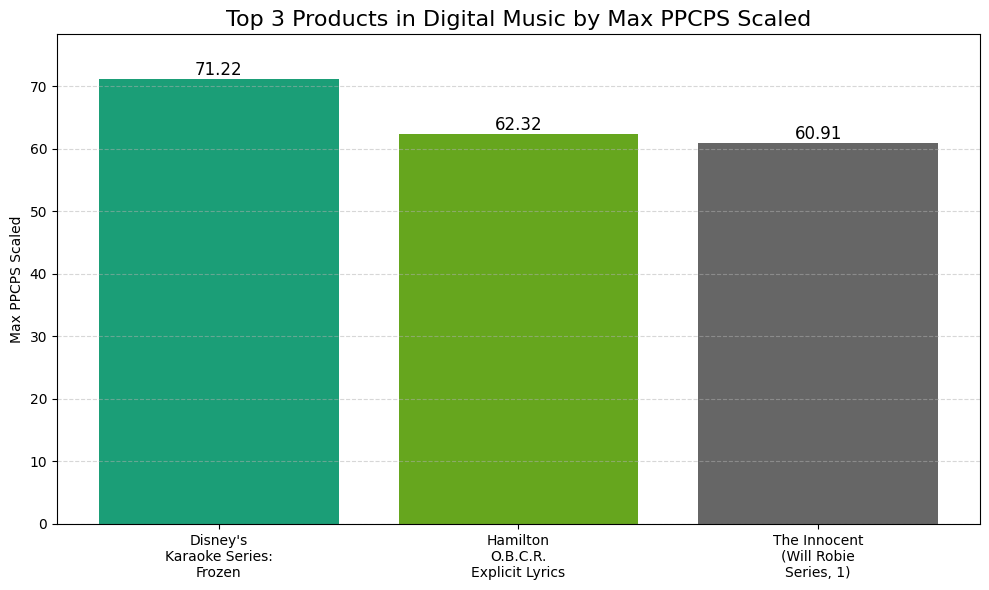 Top 3 Products in Digital Music by Max PPCPS Scaled
Max PPCPS Scaled
70
60
50
40
30
20
10
0
71.22
62.32
60.91
Disney's
Karaoke Series:
Frozen
Hamilton
O.B.C.R.
Explicit Lyrics
The Innocent
(Will Robie
Series, 1)